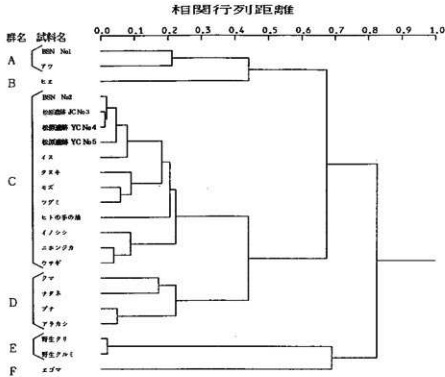 相関行列距離
群名 試料名 0,0 0,1 0,2 0,3 0,4 0,5 0,6 0,7 0,8 0,9 1,0
A
BSN No1
アワ
B ヒエ
C
BSN No2
松原遺跡 JC No3
松原遺跡 YC No4
松原遺跡 YC No5
イヌ
タヌキ
モズ
ツグミ
ヒトの手の油
イノシシ
ニホンジカ
ウサギ
D
クマ
ナタネ
ブナ
アラカシ
E
野生クリ
野生クルミ
F エゴマ